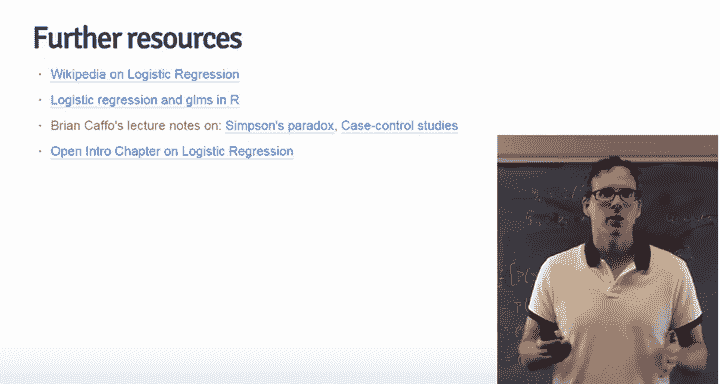 Further resources
· Wikipedia on Logistic Regression
· Logistic regression and glms in R
· Brian Caffo's lecture notes on: Simpson's paradox, Case-control studies
· Open Intro Chapter on Logistic Regression